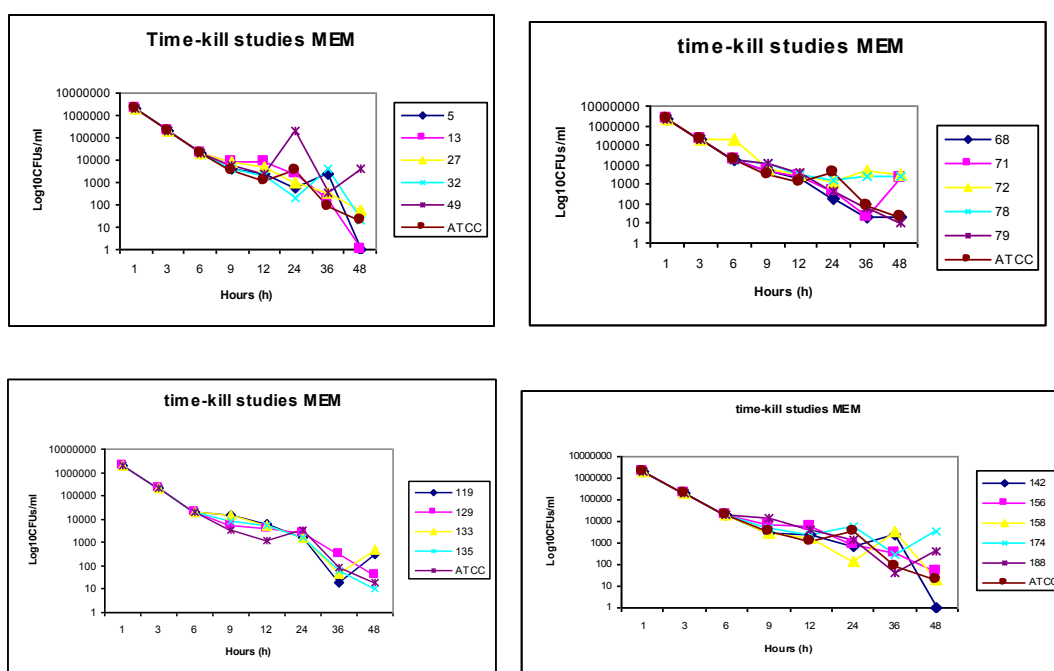 Time-kill studies MEM
10000000
1000000
100000
10000
1000
100
10
1
Log10CFUs/ml
1 3 6 9 12 24 36 48
Hours (h)
5
13
27
32
49
ATCC
time-kill studies MEM
10000000
1000000
100000
10000
1000
100
10
1
Log10CFUs/ml
1 3 6 9 12 24 36 48
Hours (h)
68
71
72
78
79
ATCC
time-kill studies MEM
10000000
1000000
100000
10000
1000
100
10
1
Log10CFUs/ml
1 3 6 9 12 24 36 48
Hours (h)
119
129
133
135
ATCC
time-kill studies MEM
10000000
1000000
100000
10000
1000
100
10
1
Log10CFUs/ml
1 3 6 9 12 24 36 48
Hours (h)
142
156
158
174
188
ATCC